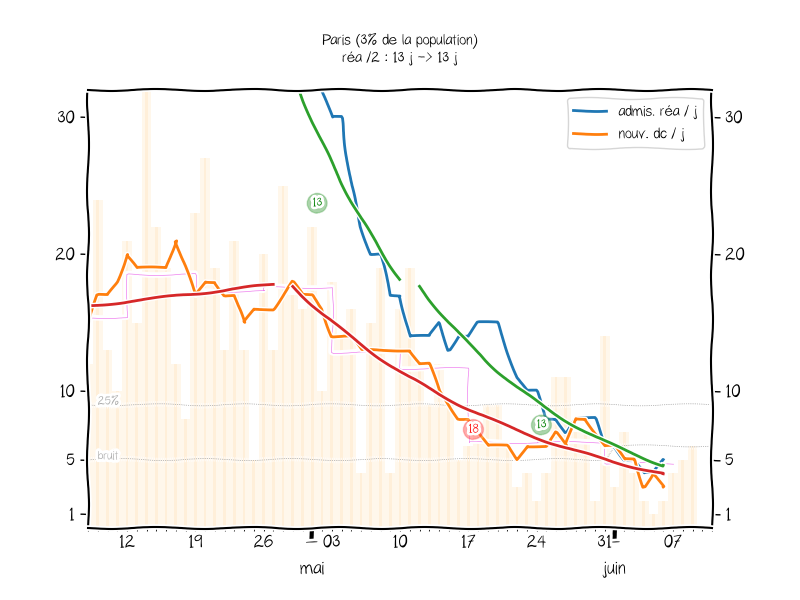 Paris (3% de la population)
réa /2 : 13 j -> 13 j
admis. réa / j
nouv. dc / j
30
30
20
20
10
10
5
5
1
1
25%
bruit
13
13
18
12 19 26 03 10 17 24 31 07
mai juin